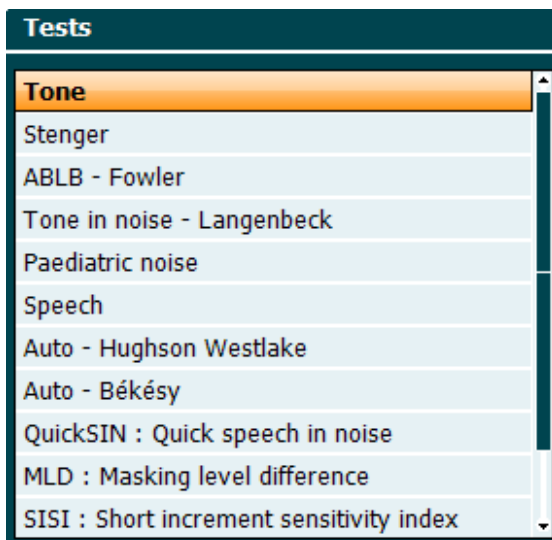 Tests
Tone
Stenger
ABLB - Fowler
Tone in noise - Langenbeck
Paediatric noise
Speech
Auto - Hughson Westlake
Auto - Békésy
QuickSIN : Quick speech in noise
MLD : Masking level difference
SISI : Short increment sensitivity index